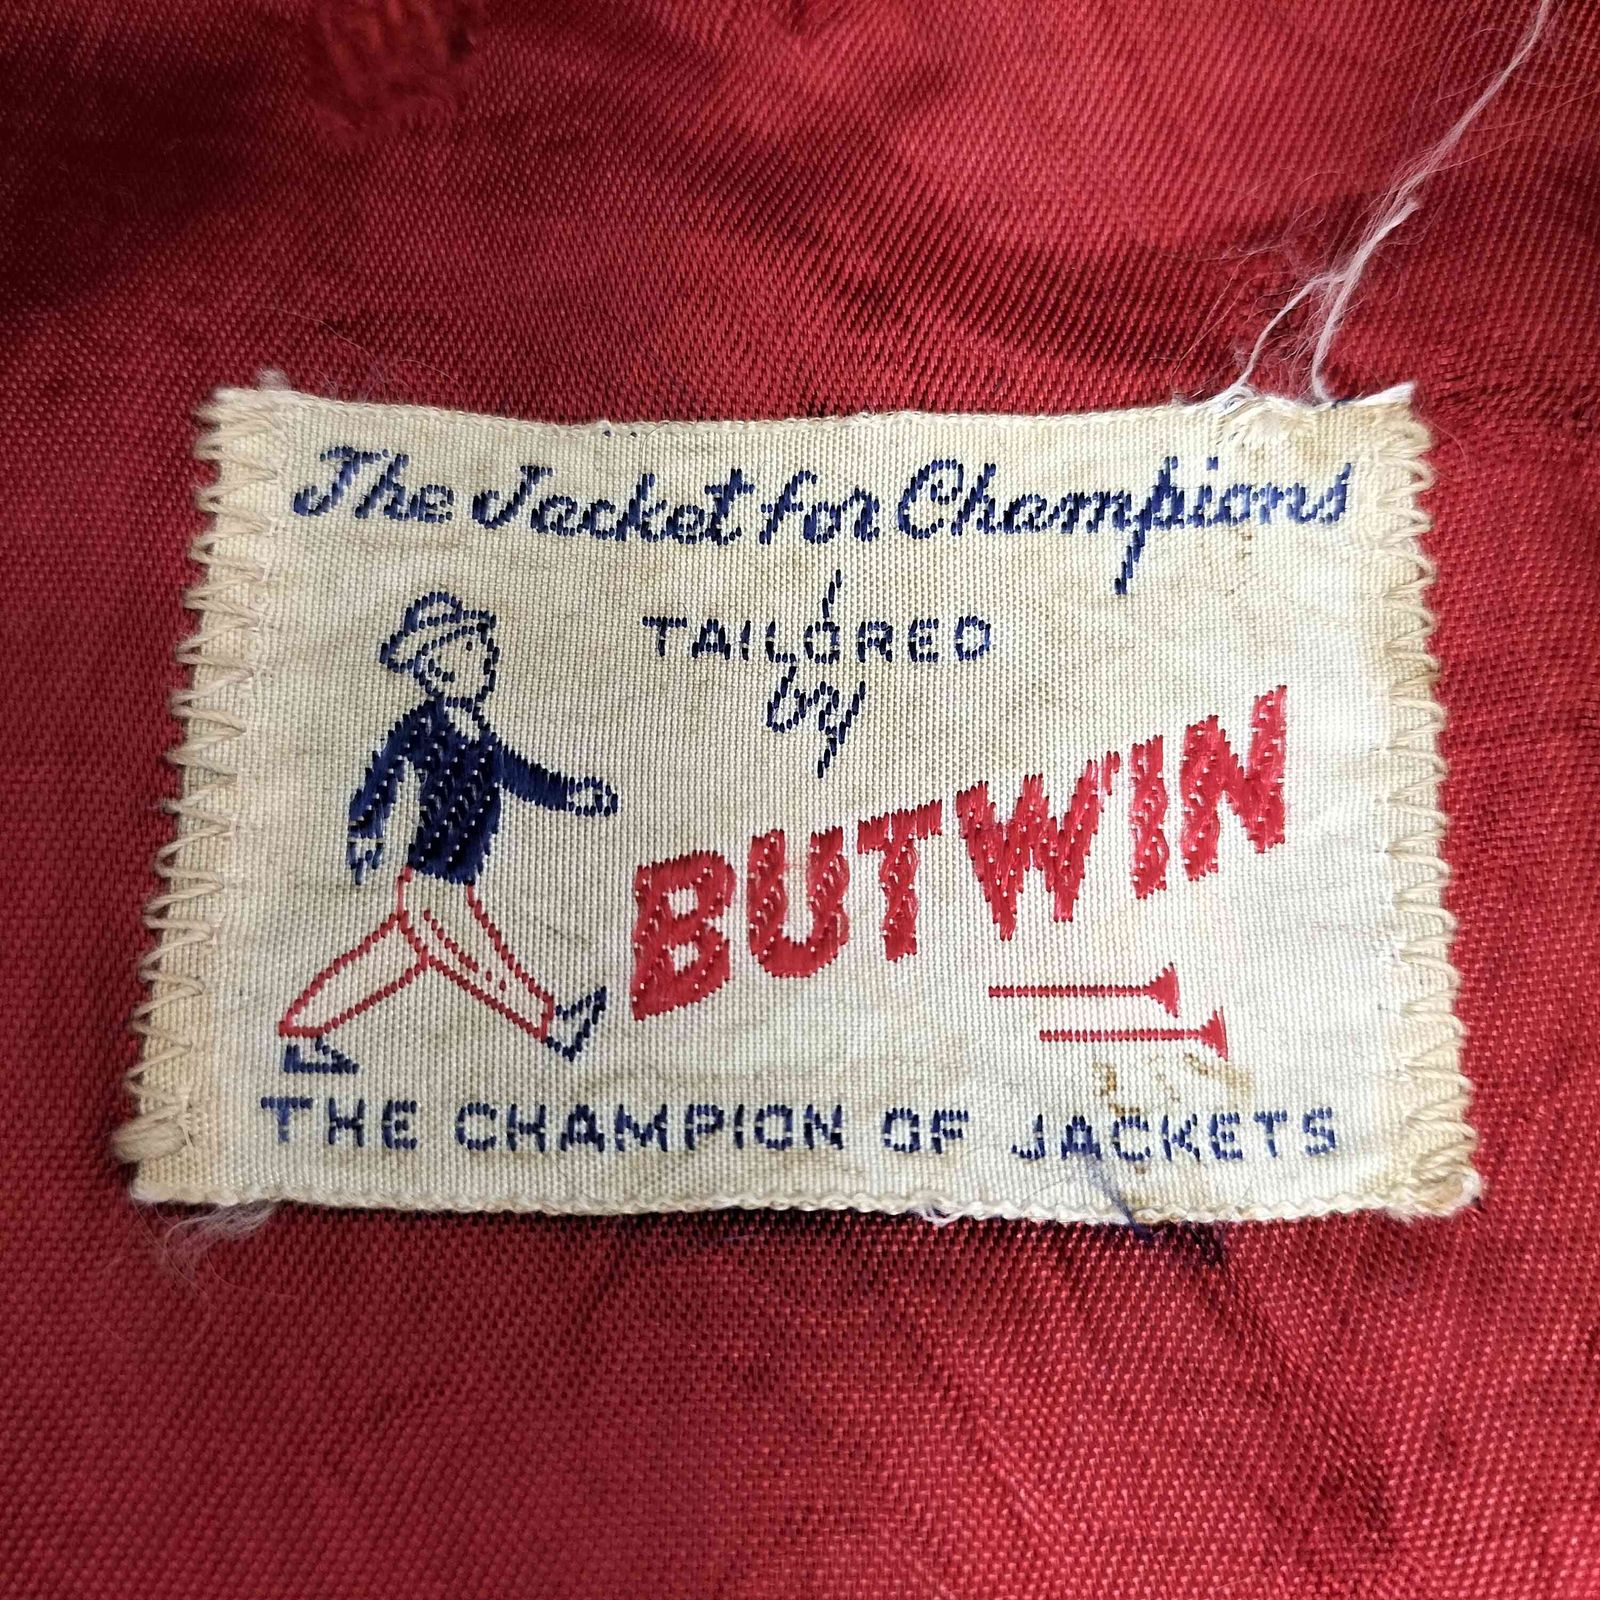 The Jacket for Champions
TAILORED
by
BUTWIN
THE CHAMPION OF JACKETS